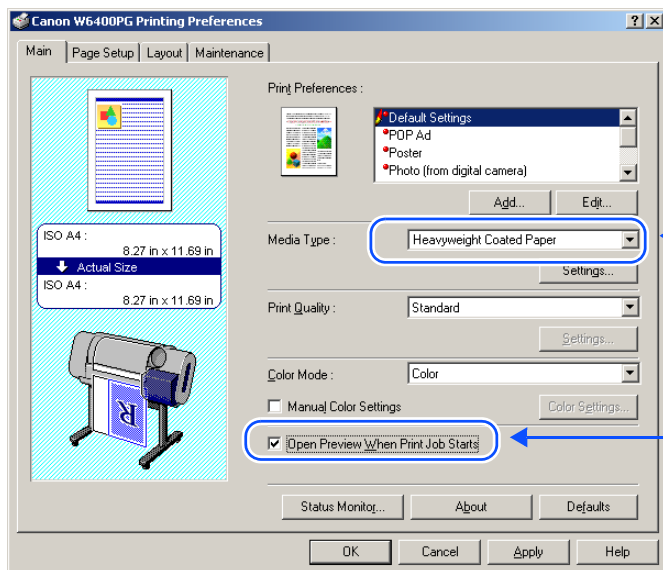 Canon W6400PG Printing Preferences
Main Page Setup Layout Maintenance
Print Preferences :
Default Settings
POP Ad
Poster
Photo (from digital camera)
Add... Edit...
ISO A4 :
8.27 in x 11.69 in
Actual Size
ISO A4 :
8.27 in x 11.69 in
Media Type : Heavyweight Coated Paper
Settings...
Print Quality : Standard
Settings...
Color Mode : Color
Manual Color Settings Color Settings...
Open Preview When Print Job Starts
R
Status Monitor... About Defaults
OK Cancel Apply Help